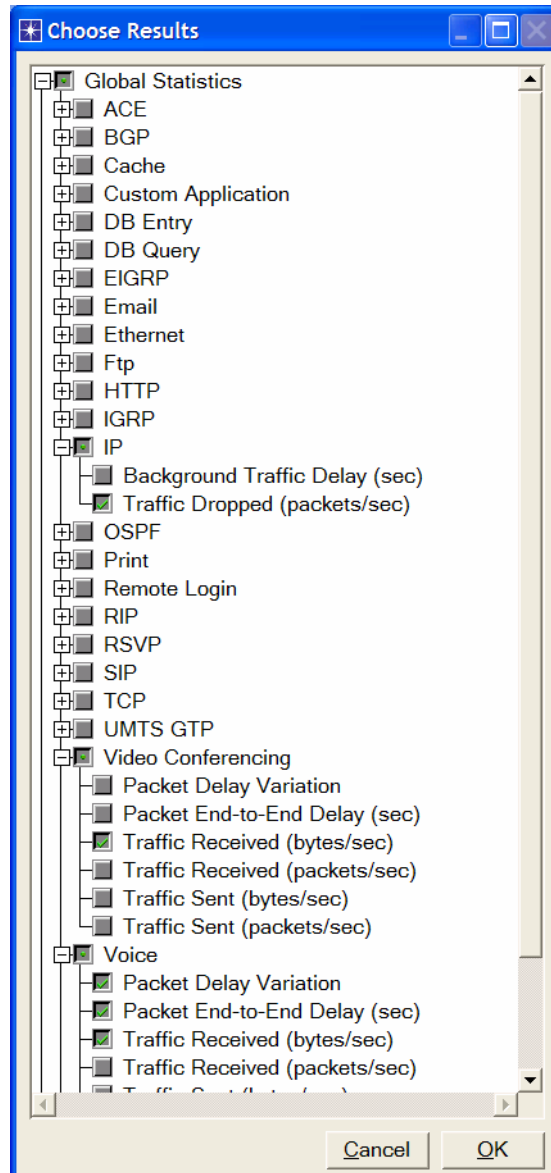 Choose Results
Global Statistics
ACE
BGP
Cache
Custom Application
DB Entry
DB Query
EIGRP
Email
Ethernet
Ftp
HTTP
IGRP
IP
Background Traffic Delay (sec)
Traffic Dropped (packets/sec)
OSPF
Print
Remote Login
RIP
RSVP
SIP
TCP
UMTS GTP
Video Conferencing
Packet Delay Variation
Packet End-to-End Delay (sec)
Traffic Received (bytes/sec)
Traffic Received (packets/sec)
Traffic Sent (bytes/sec)
Traffic Sent (packets/sec)
Voice
Packet Delay Variation
Packet End-to-End Delay (sec)
Traffic Received (bytes/sec)
Traffic Received (packets/sec)
Cancel OK